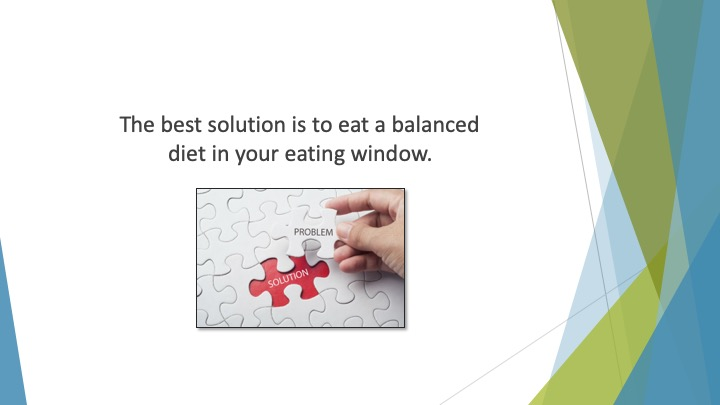 The best solution is to eat a balanced
diet in your eating window.
PROBLEM
SOLUTION